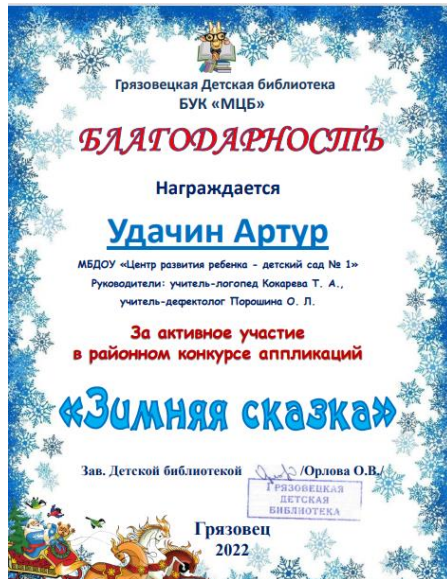 Грязовецкая Детская библиотека
БУК «МЦБ»
БЛАГОДАРНОСТЬ
Награждается
Удачин Артур
МБДОУ «Центр развития ребенка - детский сад № 1»
Руководители: учитель-логопед Кокарева Т. А.,
учитель-дефектолог Порошина О. Л.
За активное участие
в районном конкурсе аппликаций
«Зимняя сказка»
Зав. Детской библиотекой /Орлова О.В./
ГРЯЗОВЕЦКАЯ
ДЕТСКАЯ
БИБЛИОТЕКА
Грязовец
2022